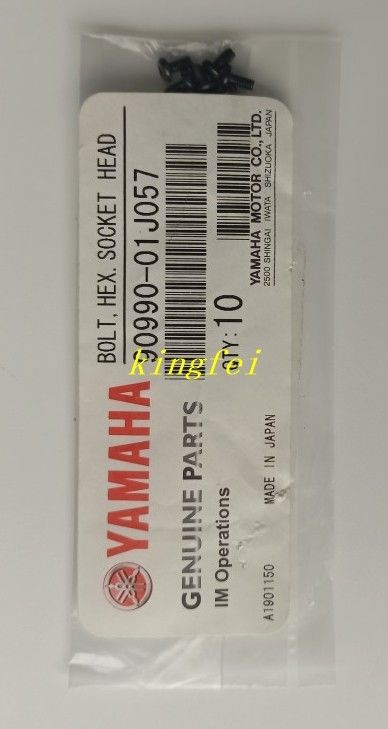 YAMAHA
GENUINE PARTS
IM Operations
BOLT, HEX. SOCKET HEAD
90990-01J057
QTY: 10
YAMAHA MOTOR CO., LTD.
2500 SHINGAI IWATA SHIZUOKA JAPAN
MADE IN JAPAN
A1901150
kingfei